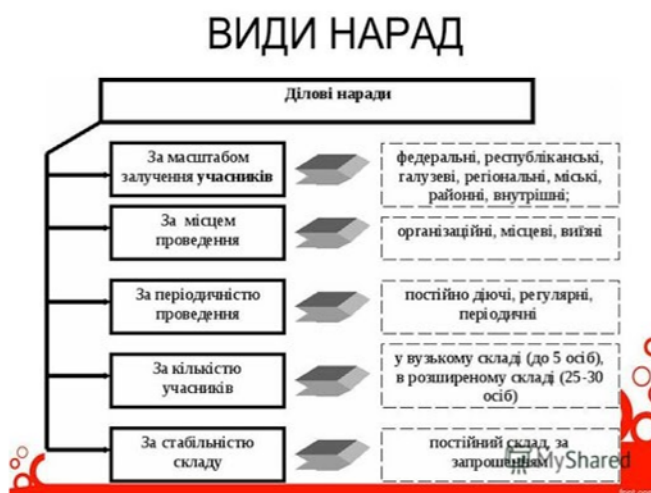 ВИДИ НАРАД
Ділові наради
За масштабом
залучення учасників
федеральні, республіканські,
галузеві, регіональні, міські,
районні, внутрішні;
За місцем
проведення
організаційні, місцеві, виїзні
За періодичністю
проведення
постійно діючі, регулярні,
періодичні
За кількістю
учасників
у вузькому складі (до 5 осіб),
в розширеному складі (25-30
осіб)
За стабільністю
складу
постійний склад, за
запрошенням
MyShared